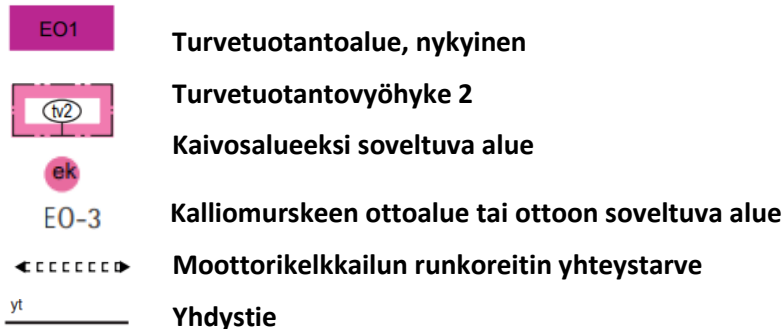 EO1 Turvetuotantoalue, nykyinen
tv2 Turvetuotantovyöhyke 2
ek Kaivosalueeksi soveltuva alue
EO-3 Kalliomurskeen ottoalue tai ottoon soveltuva alue
Moottorikelkkailun runkoreitin yhteystarve
yt Yhdystie